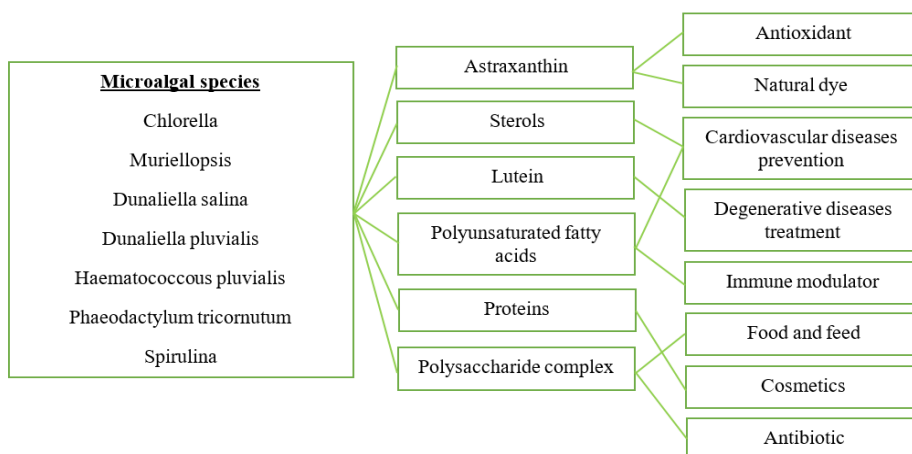 Microalgal species
Chlorella
Muriellopsis
Dunaliella salina
Dunaliella pluvialis
Haematococcous pluvialis
Phaeodactylum tricornutum
Spirulina
Astraxanthin
Sterols
Lutein
Polyunsaturated fatty
acids
Proteins
Polysaccharide complex
Antioxidant
Natural dye
Cardiovascular diseases
prevention
Degenerative diseases
treatment
Immune modulator
Food and feed
Cosmetics
Antibiotic